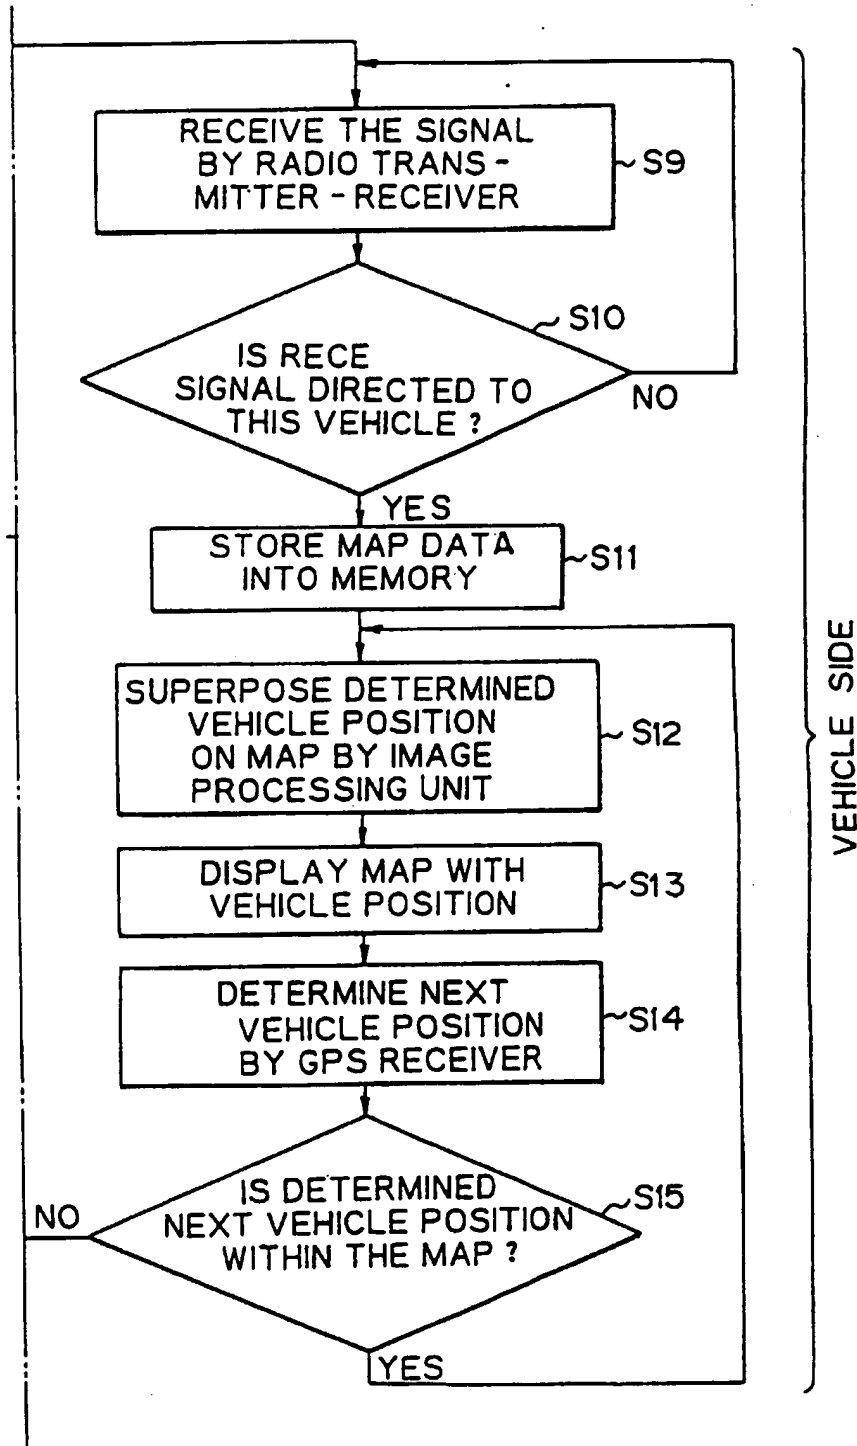 RECEIVE THE SIGNAL
BY RADIO TRANS -
MITTER - RECEIVER
S9
S10
IS RECE
SIGNAL DIRECTED TO
THIS VEHICLE ?
NO
YES
STORE MAP DATA
INTO MEMORY
S11
SUPERPOSE DETERMINED
VEHICLE POSITION
ON MAP BY IMAGE
PROCESSING UNIT
S12
DISPLAY MAP WITH
VEHICLE POSITION
S13
DETERMINE NEXT
VEHICLE POSITION
BY GPS RECEIVER
S14
IS DETERMINED
NEXT VEHICLE POSITION
WITHIN THE MAP ?
S15
NO
YES
VEHICLE SIDE